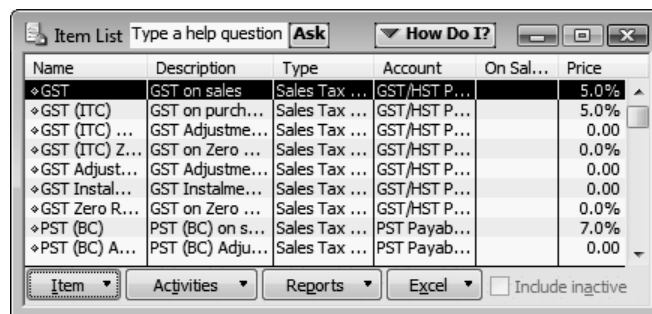 Item List Type a help question Ask How Do I?
Name Description Type Account On Sal... Price
GST GST on sales Sales Tax ... GST/HST P... 5.0%
GST (ITC) GST on purch... Sales Tax ... GST/HST P... 5.0%
GST (ITC) ... GST Adjustme... Sales Tax ... GST/HST P... 0.00
GST (ITC) Z... GST on Zero ... Sales Tax ... GST/HST P... 0.0%
GST Adjust... GST Adjustme... Sales Tax ... GST/HST P... 0.00
GST Instal... GST Instalme... Sales Tax ... GST/HST P... 0.00
GST Zero R... GST on Zero ... Sales Tax ... GST/HST P... 0.0%
PST (BC) PST (BC) on s... Sales Tax ... PST Payab... 7.0%
PST (BC) A... PST (BC) Adju... Sales Tax ... PST Payab... 0.00
Item Activities Reports Excel Include inactive